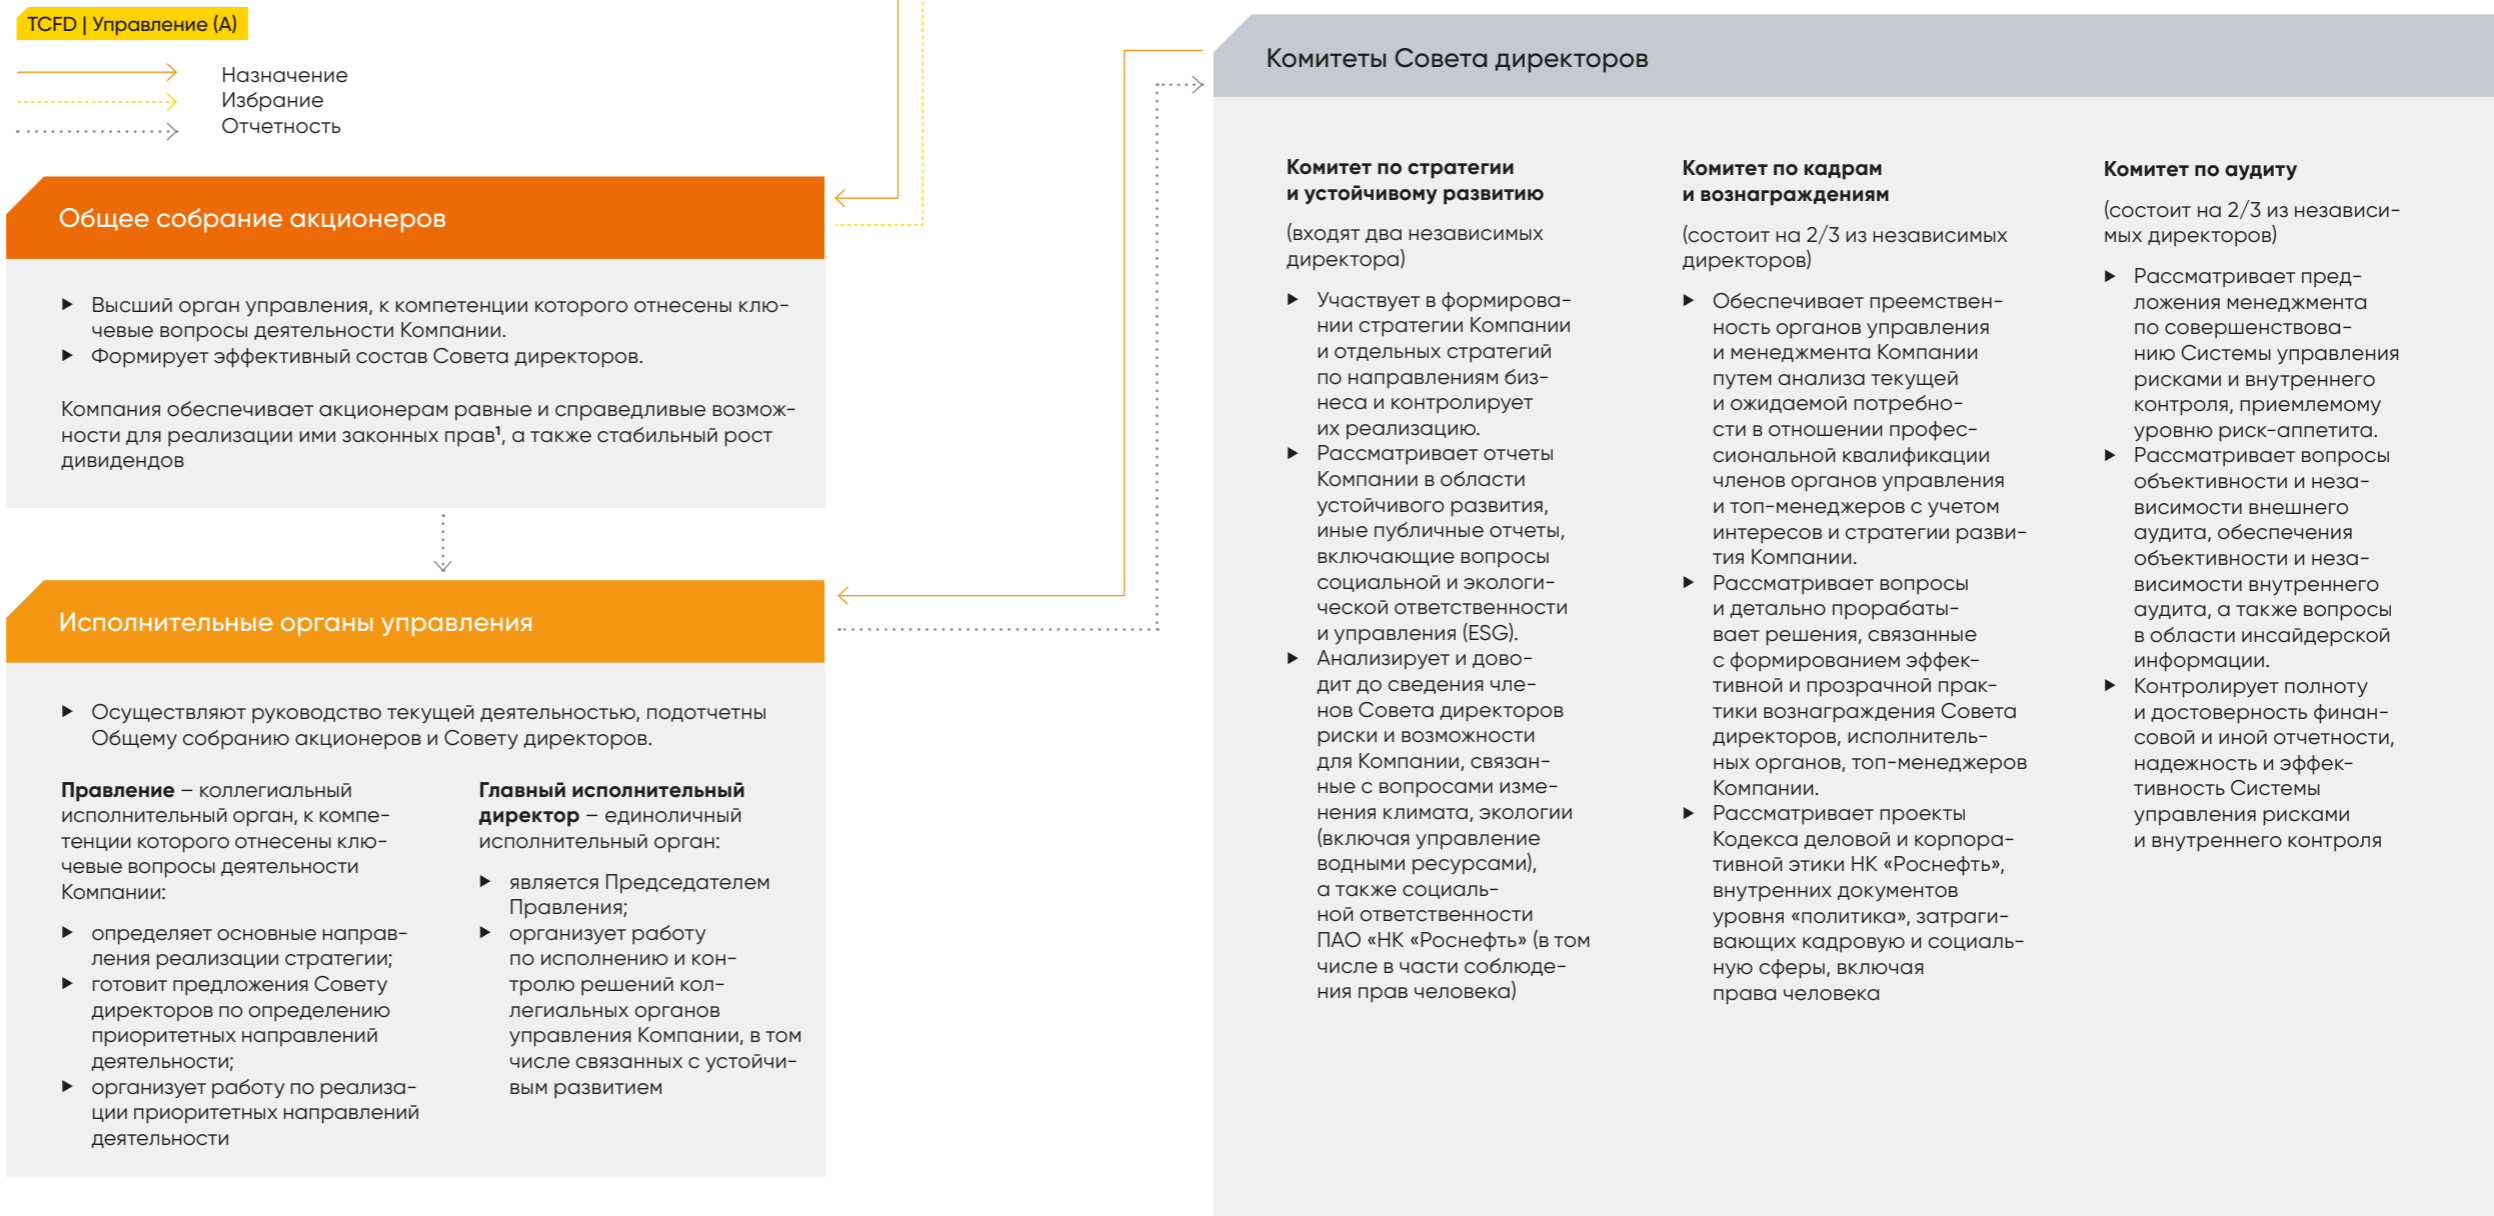 TCFD | Управление (А)
Назначение
Избрание
Отчетность
Общее собрание акционеров
▶ Высший орган управления, к компетенции которого отнесены клю-
чевые вопросы деятельности Компании.
▶ Формирует эффективный состав Совета директоров.
Компания обеспечивает акционерам равные и справедливые возмож-
ности для реализации ими законных прав¹, а также стабильный рост
дивидендов
Исполнительные органы управления
▶ Осуществляют руководство текущей деятельностью, подотчетны
Общему собранию акционеров и Совету директоров.
Правление – коллегиальный
исполнительный орган, к компе-
тенции которого отнесены клю-
чевые вопросы деятельности
Компании:
▶ определяет основные направ-
ления реализации стратегии;
▶ готовит предложения Совету
директоров по определению
приоритетных направлений
деятельности;
▶ организует работу по реализа-
ции приоритетных направлений
деятельности
Главный исполнительный
директор – единоличный
исполнительный орган:
▶ является Председателем
Правления;
▶ организует работу
по исполнению и кон-
тролю решений кол-
легиальных органов
управления Компании, в том
числе связанных с устойчи-
вым развитием
Комитеты Совета директоров
Комитет по стратегии
и устойчивому развитию
(входят два независимых
директора)
▶ Участвует в формирова-
нии стратегии Компании
и отдельных стратегий
по направлениям биз-
неса и контролирует
их реализацию.
▶ Рассматривает отчеты
Компании в области
устойчивого развития,
иные публичные отчеты,
включающие вопросы
социальной и экологи-
ческой ответственности
и управления (ESG).
▶ Анализирует и дово-
дит до сведения чле-
нов Совета директоров
риски и возможности
для Компании, связан-
ные с вопросами изме-
нения климата, экологии
(включая управление
водными ресурсами),
а также социаль-
ной ответственности
ПАО «НК «Роснефть» (в том
числе в части соблюде-
ния прав человека)
Комитет по кадрам
и вознаграждениям
(состоит на 2/3 из независимых
директоров)
▶ Обеспечивает преемствен-
ность органов управления
и менеджмента Компании
путем анализа текущей
и ожидаемой потребно-
сти в отношении профес-
сиональной квалификации
членов органов управления
и топ-менеджеров с учетом
интересов и стратегии разви-
тия Компании.
▶ Рассматривает вопросы
и детально прорабаты-
вает решения, связанные
с формированием эффек-
тивной и прозрачной прак-
тики вознаграждения Совета
директоров, исполнитель-
ных органов, топ-менеджеров
Компании.
▶ Рассматривает проекты
Кодекса деловой и корпора-
тивной этики НК «Роснефть»,
внутренних документов
уровня «политика», затраги-
вающих кадровую и социаль-
ную сферы, включая
права человека
Комитет по аудиту
(состоит на 2/3 из независи-
мых директоров)
▶ Рассматривает пред-
ложения менеджмента
по совершенствова-
нию Системы управления
рисками и внутреннего
контроля, приемлемому
уровню риск-аппетита.
▶ Рассматривает вопросы
объективности и неза-
висимости внешнего
аудита, обеспечения
объективности и неза-
висимости внутреннего
аудита, а также вопросы
в области инсайдерской
информации.
▶ Контролирует полноту
и достоверность финан-
совой и иной отчетности,
надежность и эффек-
тивность Системы
управления рисками
и внутреннего контроля